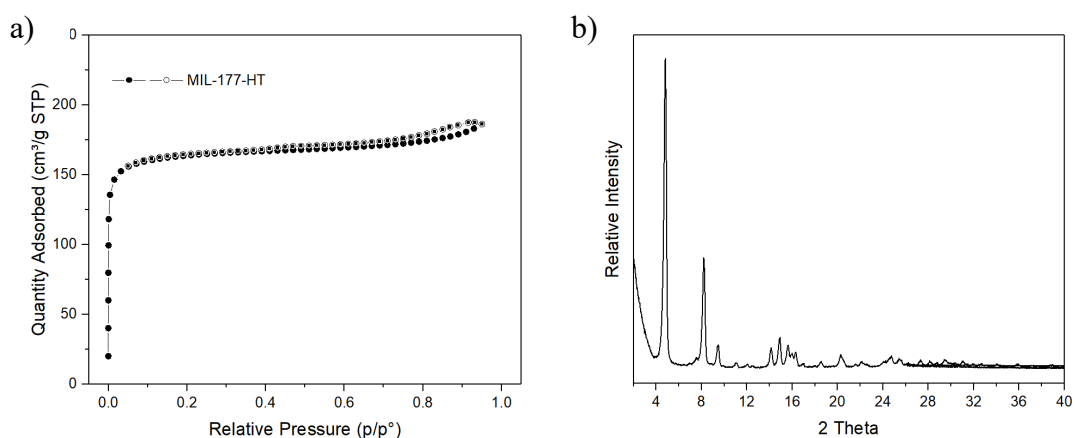 a)
Quantity Adsorbed (cm³/g STP)
0
200
150
100
50
0
MIL-177-HT
0.0 0.2 0.4 0.6 0.8 1.0
Relative Pressure (p/p°)
b)
Relative Intensity
4 8 12 16 20 24 28 32 36 40
2 Theta